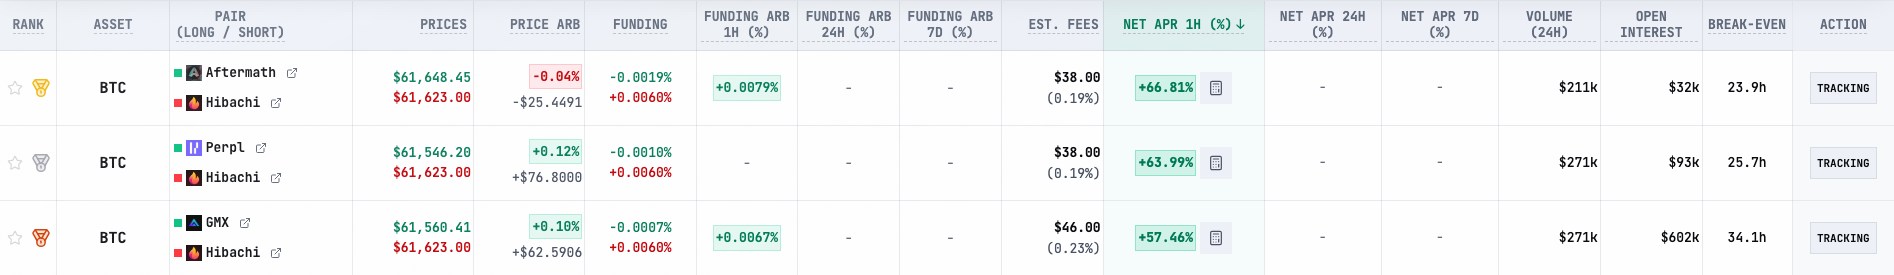 RANK
ASSET
PAIR
(LONG / SHORT)
PRICES
PRICE ARB
FUNDING
FUNDING ARB
1H (%)
FUNDING ARB
24H (%)
FUNDING ARB
7D (%)
EST. FEES
NET APR 1H (%) ↓
NET APR 24H
(%)
NET APR 7D
(%)
VOLUME
(24H)
OPEN
INTEREST
BREAK-EVEN
ACTION
BTC
Aftermath
Hibachi
$61,648.45
$61,623.00
-0.04%
-$25.4491
-0.0019%
+0.0060%
+0.0079%
-
-
$38.00
(0.19%)
+66.81%
-
-
$211k
$32k
23.9h
TRACKING
BTC
Perpl
Hibachi
$61,546.20
$61,623.00
+0.12%
+$76.8000
-0.0010%
+0.0060%
-
-
-
$38.00
(0.19%)
+63.99%
-
-
$271k
$93k
25.7h
TRACKING
BTC
GMX
Hibachi
$61,560.41
$61,623.00
+0.10%
+$62.5906
-0.0007%
+0.0060%
+0.0067%
-
-
$46.00
(0.23%)
+57.46%
-
-
$271k
$602k
34.1h
TRACKING